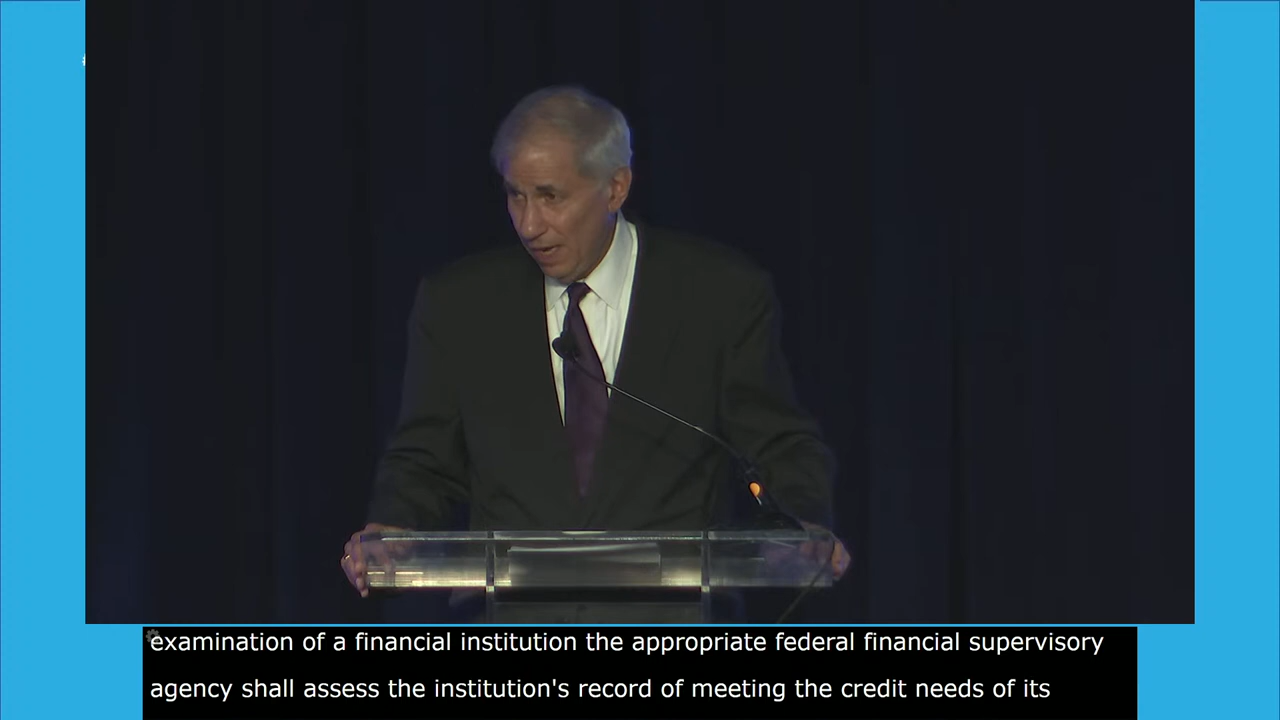 examination of a financial institution the appropriate federal financial supervisory
agency shall assess the institution's record of meeting the credit needs of its